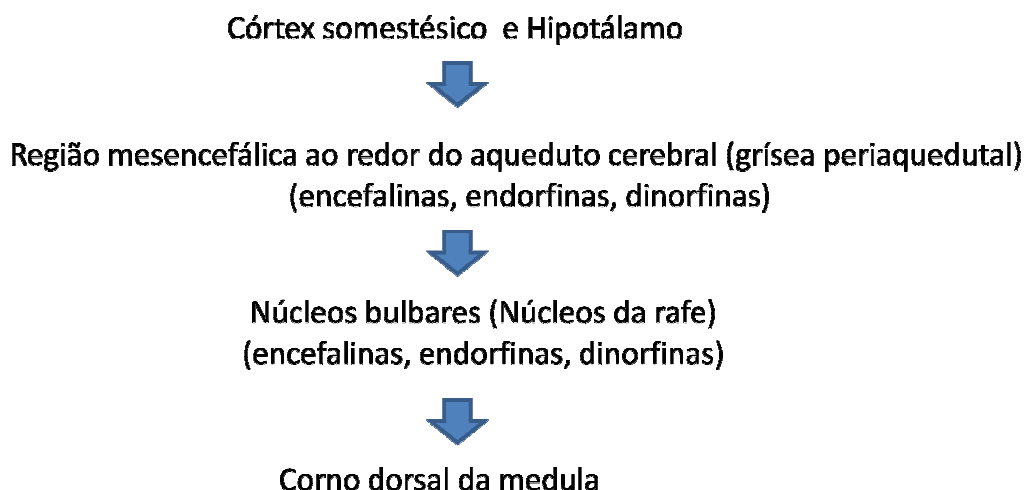 Córtex somestésico e Hipotálamo
Região mesencefálica ao redor do aqueduto cerebral (grísea periaquedutal)
(encefalinas, endorfinas, dinorfinas)
Núcleos bulbares (Núcleos da rafe)
(encefalinas, endorfinas, dinorfinas)
Corno dorsal da medula